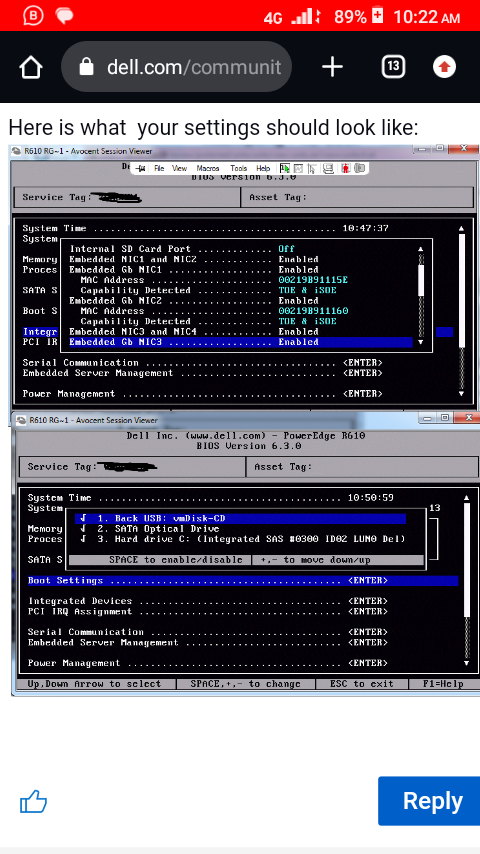 B
4G 89% 10:22 AM
dell.com/communit
13
Here is what your settings should look like:
R610 RG~1 - Avocent Session Viewer
File View Macros Tools Help
BIOS Version 6.3.0
Service Tag: Asset Tag:
System Time ......................................... 10:47:37
System
Internal SD Card Port ............ Off
Memory Embedded NIC1 and NIC2 ........... Enabled
Proces Embedded Gb NIC1 ................. Enabled
MAC Address .................... 00219B91115E
SATA S Capability Detected ............ TOE & iSOE
Embedded Gb NIC2 ................. Enabled
Boot S MAC Address .................... 00219B911160
Capability Detected ............ TOE & iSOE
Integr Embedded NIC3 and NIC4 ........... Enabled
PCI IR Embedded Gb NIC3 ................. Enabled
Serial Communication ................................ <ENTER>
Embedded Server Management .......................... <ENTER>
Power Management .................................... <ENTER>
R610 RG~1 - Avocent Session Viewer
Dell Inc. (www.dell.com) - PowerEdge R610
BIOS Version 6.3.0
Service Tag: Asset Tag:
System Time ......................................... 10:50:59
System 13
√ 1. Back USB: vmDisk-CD
Memory √ 2. SATA Optical Drive
Proces √ 3. Hard drive C: (Integrated SAS #0300 ID02 LUN0 Del)
SATA S SPACE to enable/disable +,- to move down/up
Boot Settings ....................................... <ENTER>
Integrated Devices .................................. <ENTER>
PCI IRQ Assignment .................................. <ENTER>
Serial Communication ................................ <ENTER>
Embedded Server Management .......................... <ENTER>
Power Management .................................... <ENTER>
Up,Down Arrow to select SPACE,+,- to change ESC to exit F1=Help
Reply